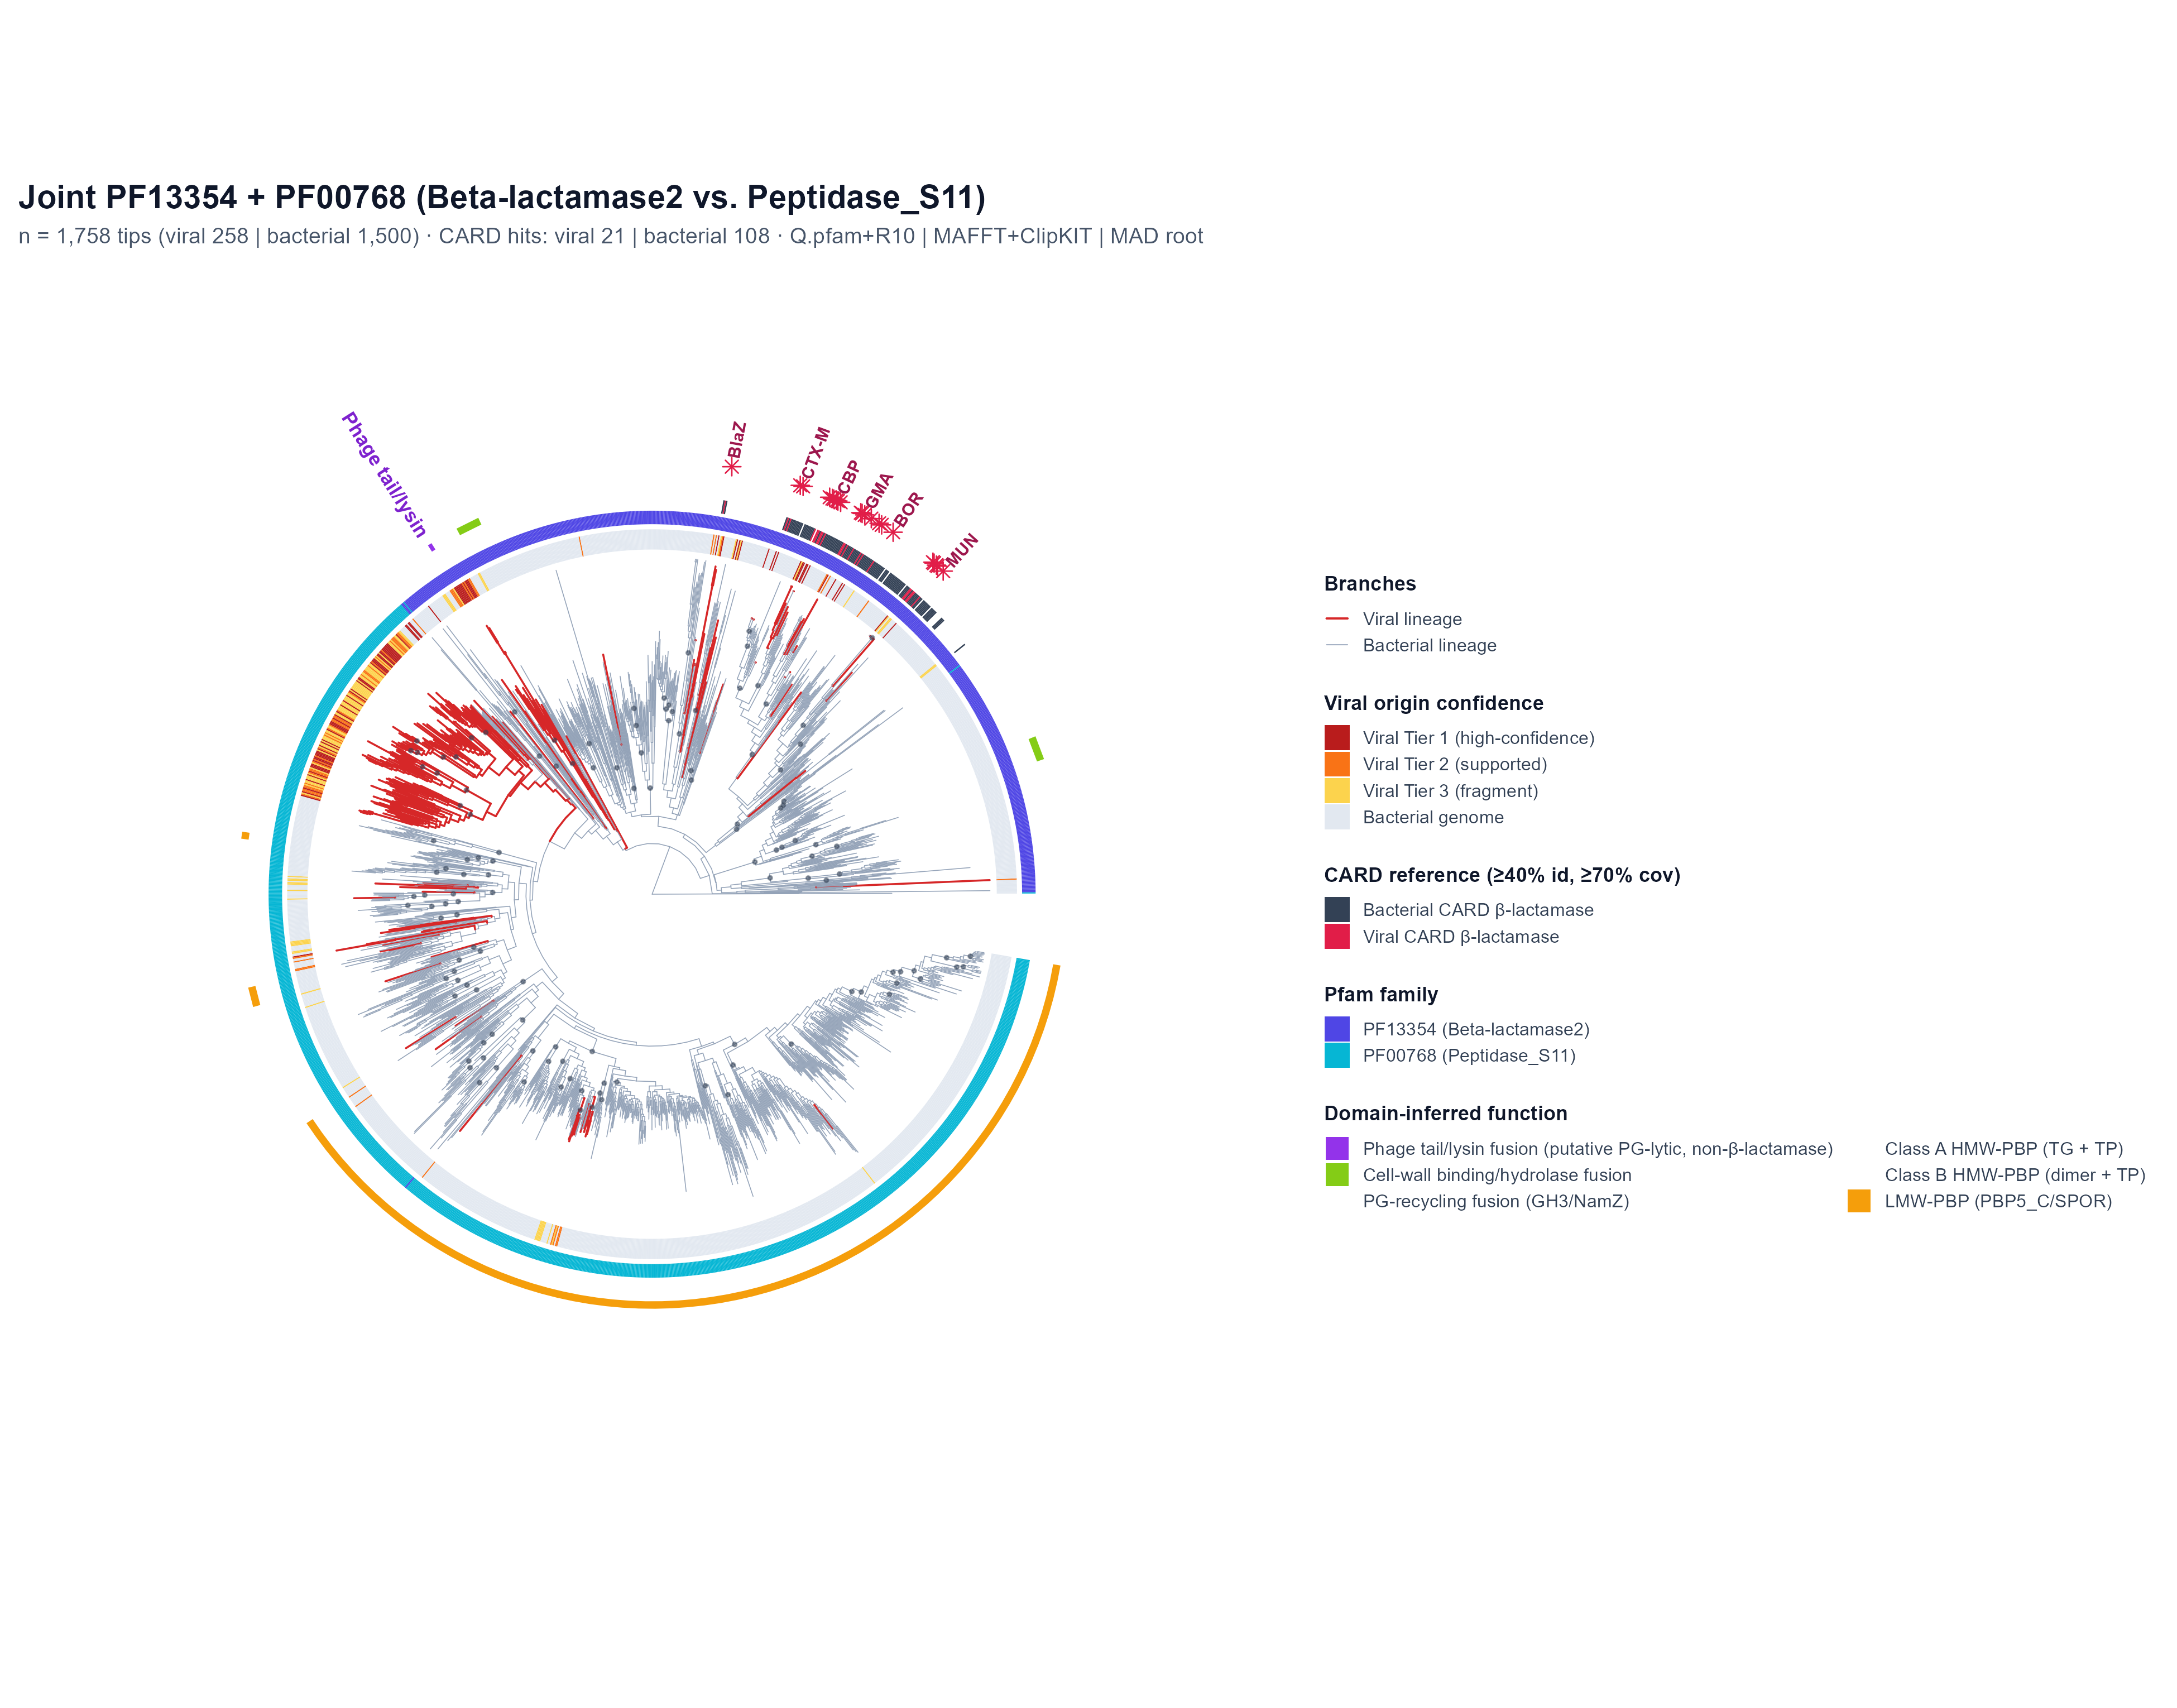 Joint PF13354 + PF00768 (Beta-lactamase2 vs. Peptidase_S11)
n = 1,758 tips (viral 258 | bacterial 1,500) · CARD hits: viral 21 | bacterial 108 · Q.pfam+R10 | MAFFT+ClipKIT | MAD root
Phage tail/lysin
BlaZ
CTX-M
CBP
GMA
BOR
MUN
Branches
Viral lineage
Bacterial lineage
Viral origin confidence
Viral Tier 1 (high-confidence)
Viral Tier 2 (supported)
Viral Tier 3 (fragment)
Bacterial genome
CARD reference (≥40% id, ≥70% cov)
Bacterial CARD β-lactamase
Viral CARD β-lactamase
Pfam family
PF13354 (Beta-lactamase2)
PF00768 (Peptidase_S11)
Domain-inferred function
Phage tail/lysin fusion (putative PG-lytic, non-β-lactamase)
Cell-wall binding/hydrolase fusion
PG-recycling fusion (GH3/NamZ)
Class A HMW-PBP (TG + TP)
Class B HMW-PBP (dimer + TP)
LMW-PBP (PBP5_C/SPOR)